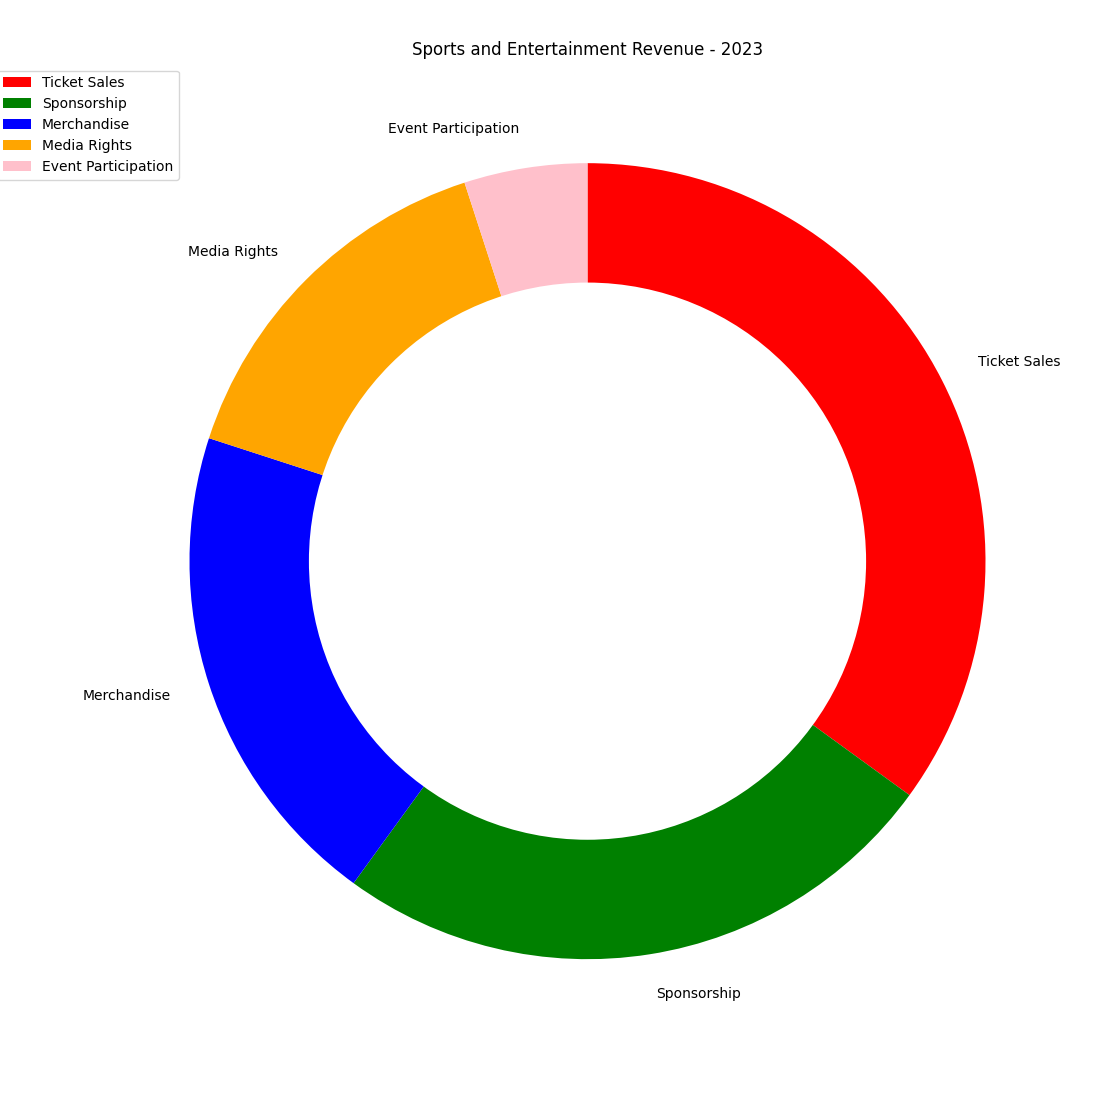 Sports and Entertainment Revenue - 2023
Ticket Sales
Sponsorship
Merchandise
Media Rights
Event Participation
Event Participation
Media Rights
Ticket Sales
Merchandise
Sponsorship